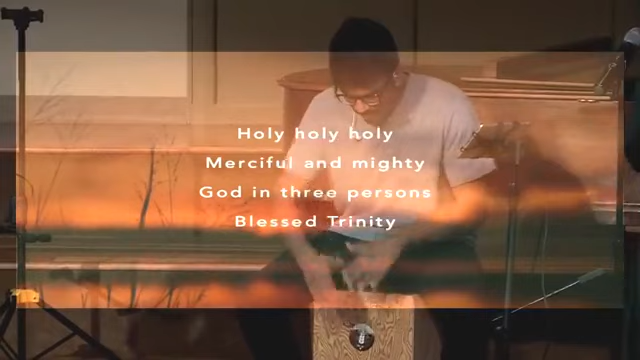 Holy holy holy
Merciful and mighty
God in three persons
Blessed Trinity